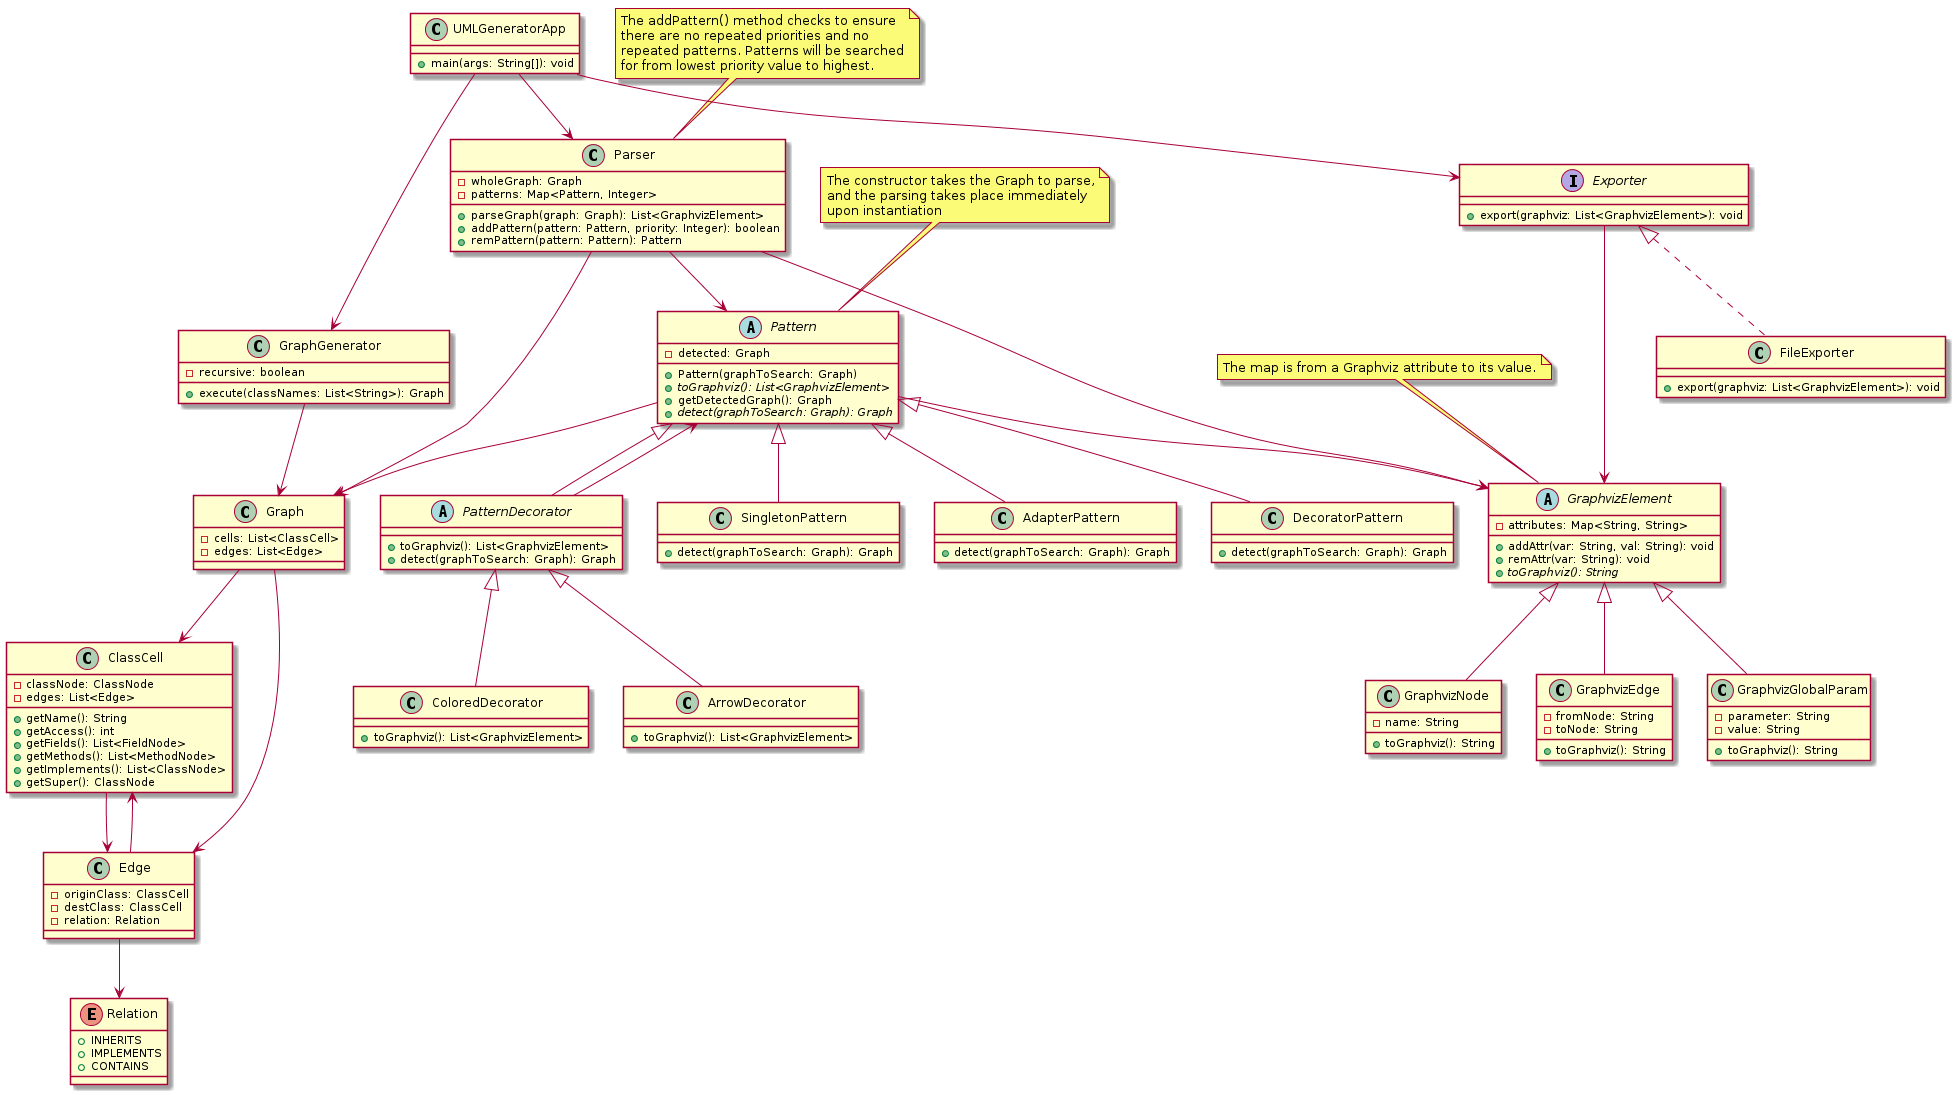 UMLGeneratorApp
main(args: String[]): void
The addPattern() method checks to ensure
there are no repeated priorities and no
repeated patterns. Patterns will be searched
for from lowest priority value to highest.
Parser
wholeGraph: Graph
patterns: Map<Pattern, Integer>
parseGraph(graph: Graph): List<GraphvizElement>
addPattern(pattern: Pattern, priority: Integer): boolean
remPattern(pattern: Pattern): Pattern
The constructor takes the Graph to parse,
and the parsing takes place immediately
upon instantiation
Exporter
export(graphviz: List<GraphvizElement>): void
GraphGenerator
recursive: boolean
execute(classNames: List<String>): Graph
Pattern
detected: Graph
Pattern(graphToSearch: Graph)
toGraphviz(): List<GraphvizElement>
getDetectedGraph(): Graph
detect(graphToSearch: Graph): Graph
The map is from a Graphviz attribute to its value.
FileExporter
export(graphviz: List<GraphvizElement>): void
Graph
cells: List<ClassCell>
edges: List<Edge>
PatternDecorator
toGraphviz(): List<GraphvizElement>
detect(graphToSearch: Graph): Graph
SingletonPattern
detect(graphToSearch: Graph): Graph
AdapterPattern
detect(graphToSearch: Graph): Graph
DecoratorPattern
detect(graphToSearch: Graph): Graph
GraphvizElement
attributes: Map<String, String>
addAttr(var: String, val: String): void
remAttr(var: String): void
toGraphviz(): String
ClassCell
classNode: ClassNode
edges: List<Edge>
getName(): String
getAccess(): int
getFields(): List<FieldNode>
getMethods(): List<MethodNode>
getImplements(): List<ClassNode>
getSuper(): ClassNode
ColoredDecorator
toGraphviz(): List<GraphvizElement>
ArrowDecorator
toGraphviz(): List<GraphvizElement>
GraphvizNode
name: String
toGraphviz(): String
GraphvizEdge
fromNode: String
toNode: String
toGraphviz(): String
GraphvizGlobalParam
parameter: String
value: String
toGraphviz(): String
Edge
originClass: ClassCell
destClass: ClassCell
relation: Relation
Relation
INHERITS
IMPLEMENTS
CONTAINS